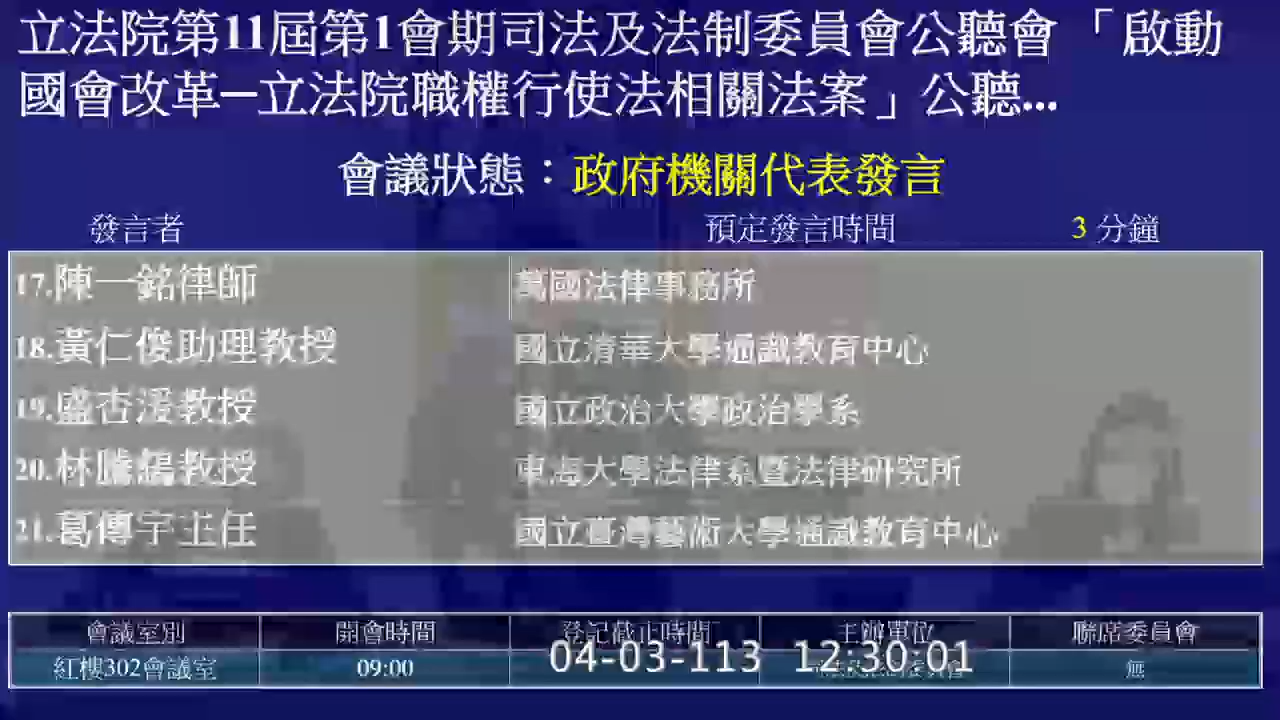 立法院第11屆第1會期司法及法制委員會公聽會「啟動
國會改革—立法院職權行使法相關法案」公聽...
會議狀態：政府機關代表發言
發言者 預定發言時間 3 分鐘
17.陳一銘律師 萬國法律事務所
18.黃仁俊助理教授 國立清華大學通識教育中心
19.盛杏湲教授 國立政治大學政治學系
20.林騰鷂教授 東海大學法律系暨法律研究所
21.葛傳宇主任 國立臺灣藝術大學通識教育中心
會議室別 開會時間 登記截止時間 主辦單位 聯席委員會
紅樓302會議室 09:00 無
04-03-113 12:30:01